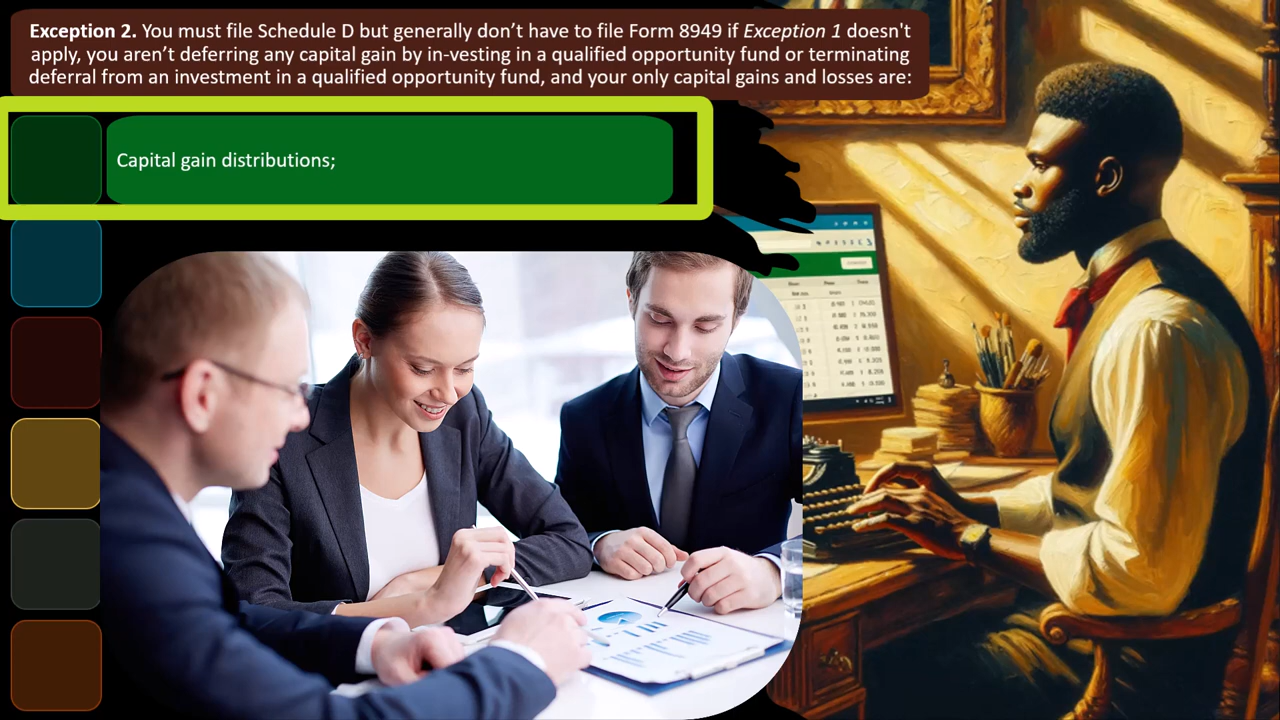 Exception 2. You must file Schedule D but generally don’t have to file Form 8949 if Exception 1 doesn't
apply, you aren’t deferring any capital gain by in-vesting in a qualified opportunity fund or terminating
deferral from an investment in a qualified opportunity fund, and your only capital gains and losses are:
Capital gain distributions;